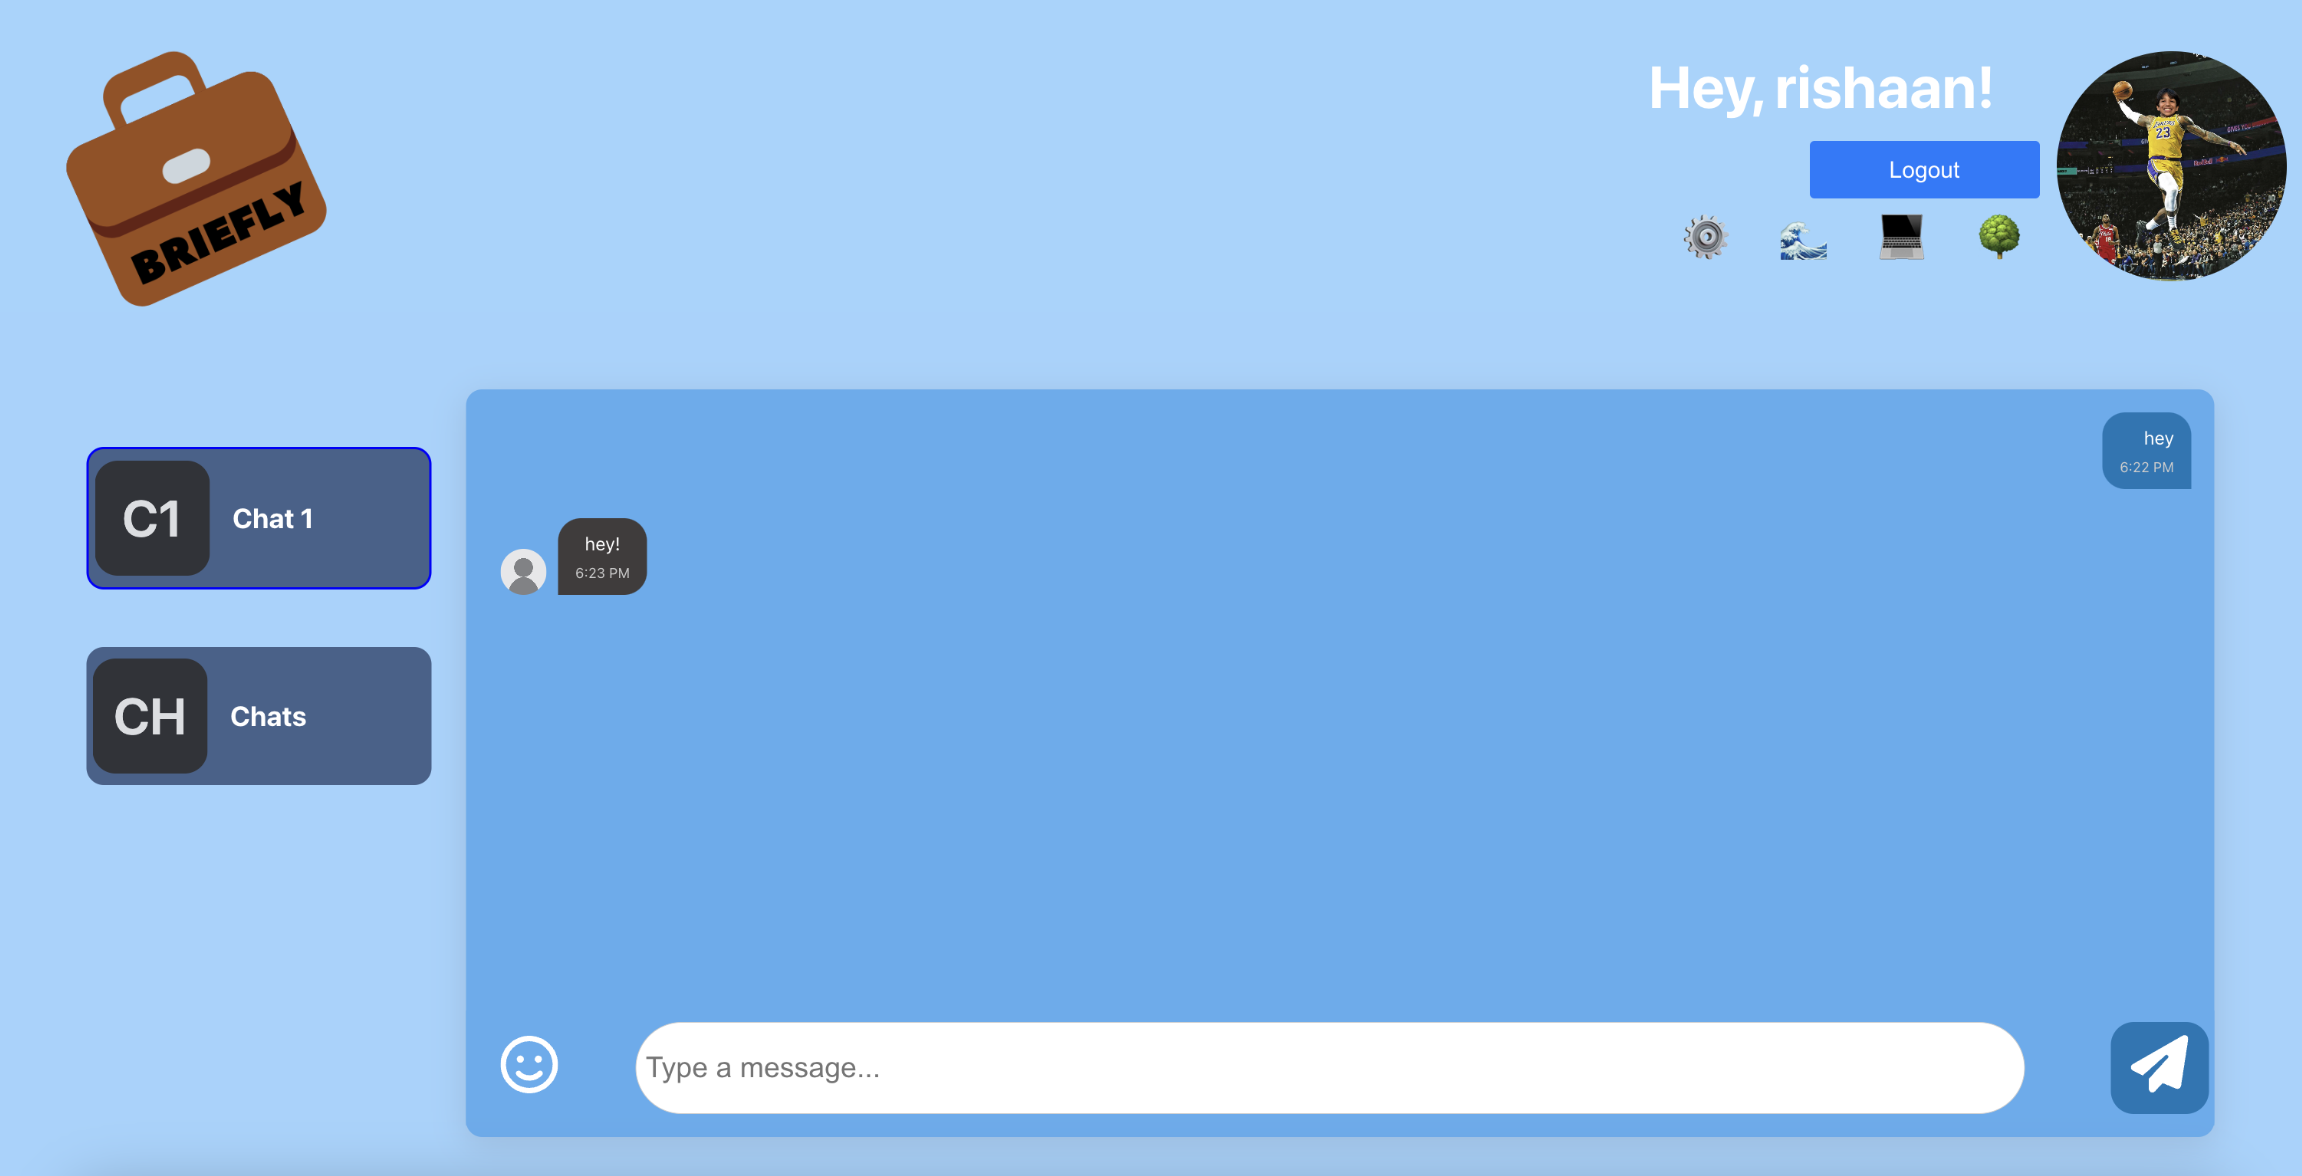 BRIEFLY
Hey, rishaan!
Logout
23
hey
6:22 PM
C1
Chat 1
hey!
6:23 PM
CH
Chats
Type a message...